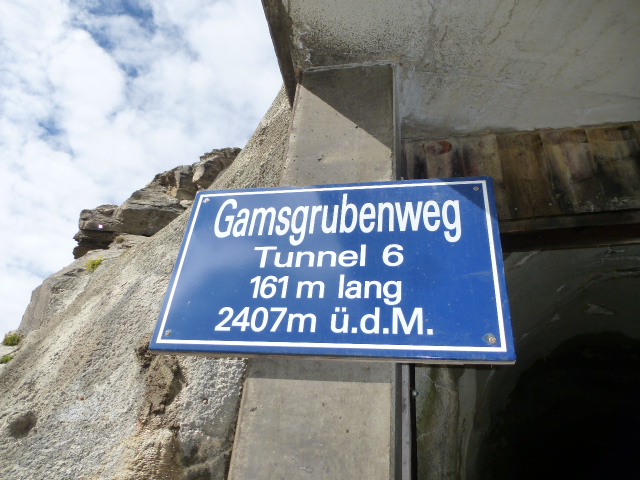 Gamsgrubenweg
Tunnel 6
161 m lang
2407m ü.d.M.